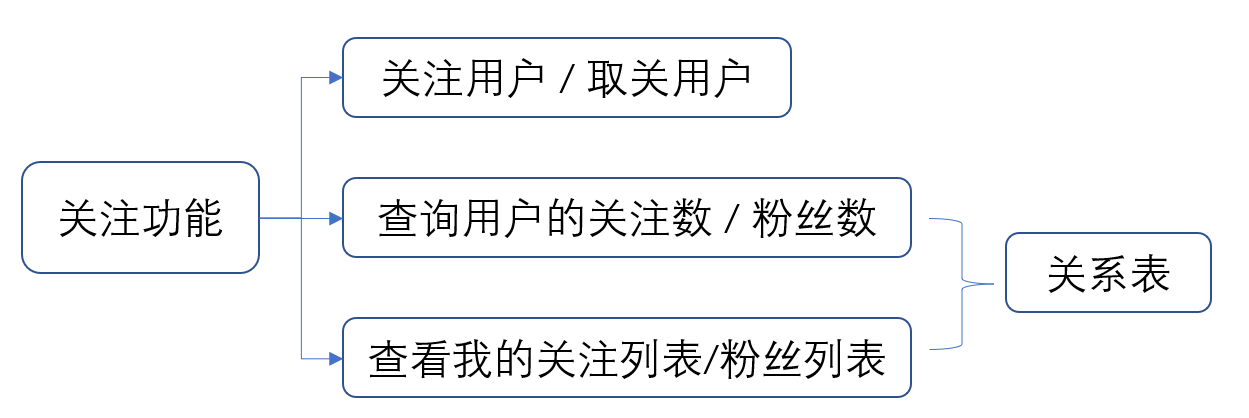 关注用户 / 取关用户
关注功能
查询用户的关注数 / 粉丝数
关系表
查看我的关注列表/粉丝列表